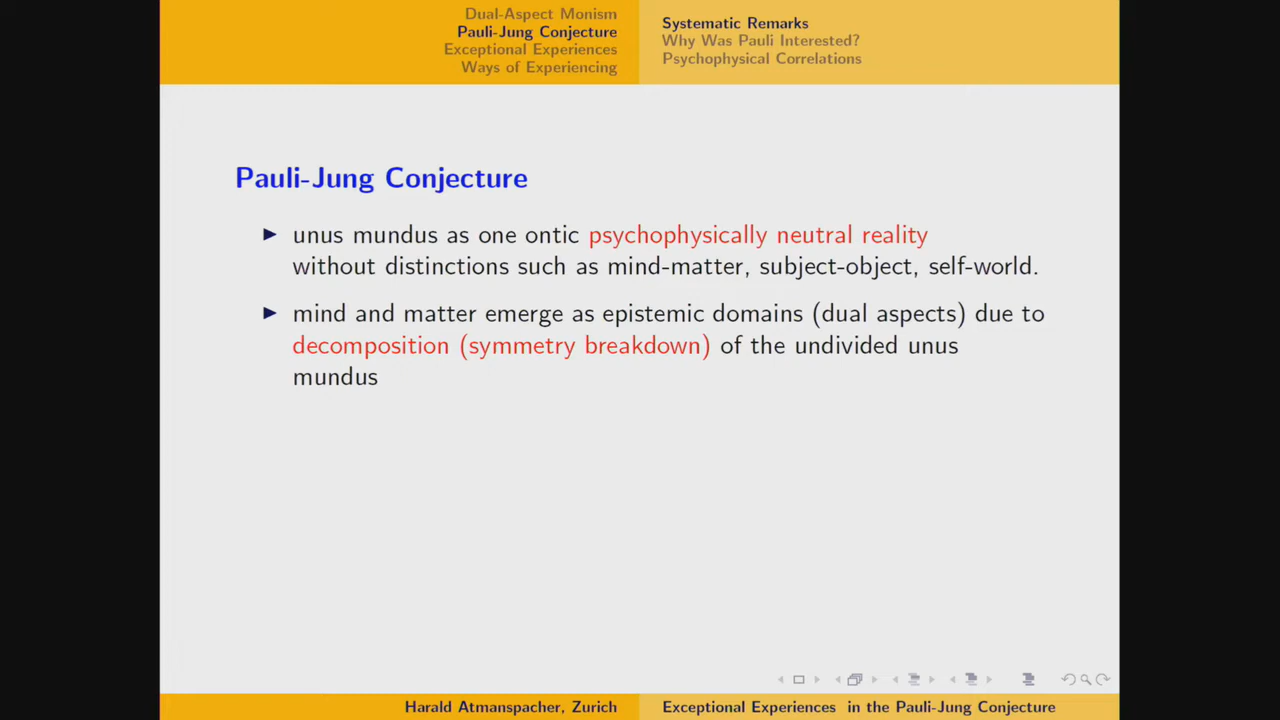 Dual-Aspect Monism
Pauli-Jung Conjecture
Exceptional Experiences
Ways of Experiencing
Systematic Remarks
Why Was Pauli Interested?
Psychophysical Correlations
Pauli-Jung Conjecture
unus mundus as one ontic psychophysically neutral reality
without distinctions such as mind-matter, subject-object, self-world.
mind and matter emerge as epistemic domains (dual aspects) due to
decomposition (symmetry breakdown) of the undivided unus
mundus
Harald Atmanspacher, Zurich
Exceptional Experiences in the Pauli-Jung Conjecture